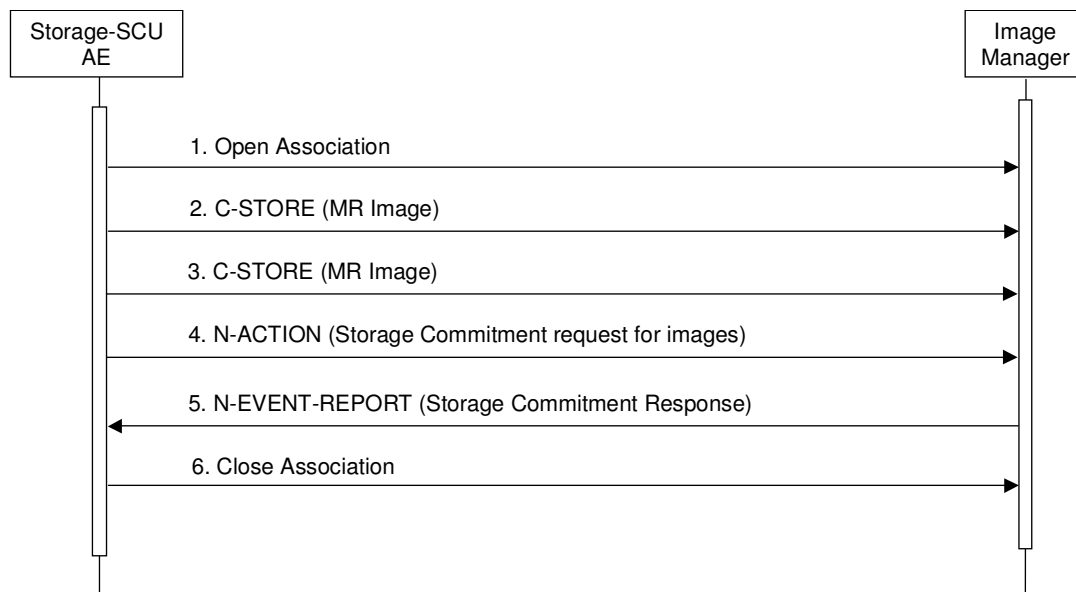 Storage-SCU
AE
Image
Manager
1. Open Association
2. C-STORE (MR Image)
3. C-STORE (MR Image)
4. N-ACTION (Storage Commitment request for images)
5. N-EVENT-REPORT (Storage Commitment Response)
6. Close Association